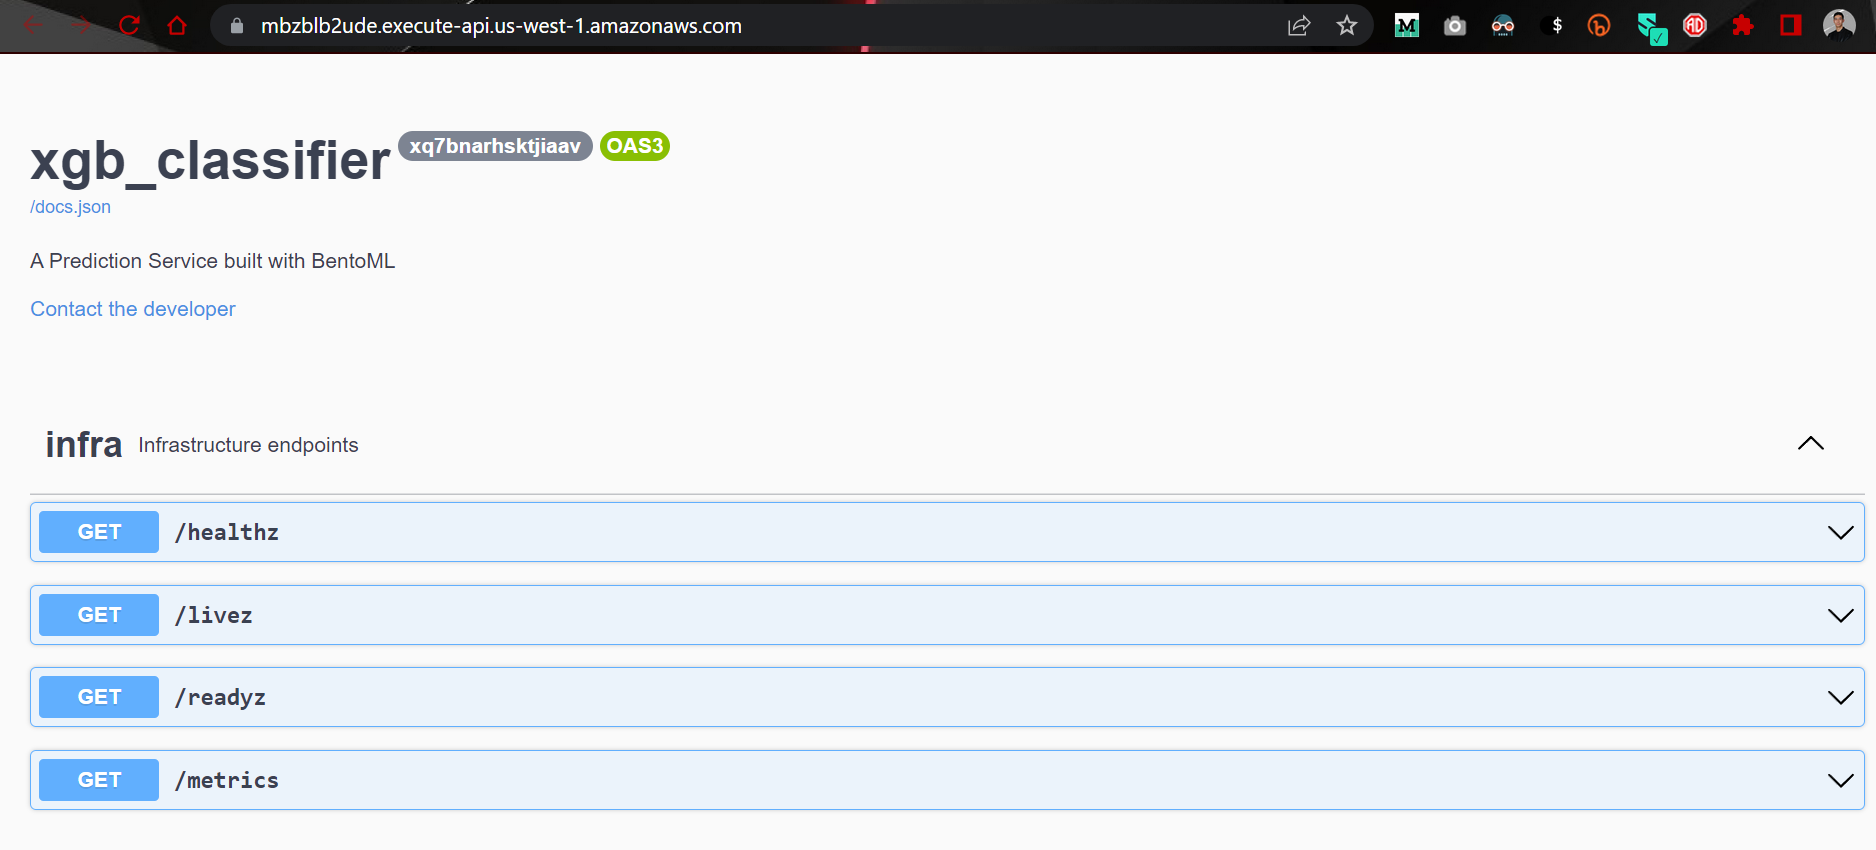 mbzblb2ude.execute-api.us-west-1.amazonaws.com
M $ b AD
xgb_classifier xq7bnarhsktjiaav OAS3
/docs.json
A Prediction Service built with BentoML
Contact the developer
infra Infrastructure endpoints
GET /healthz
GET /livez
GET /readyz
GET /metrics